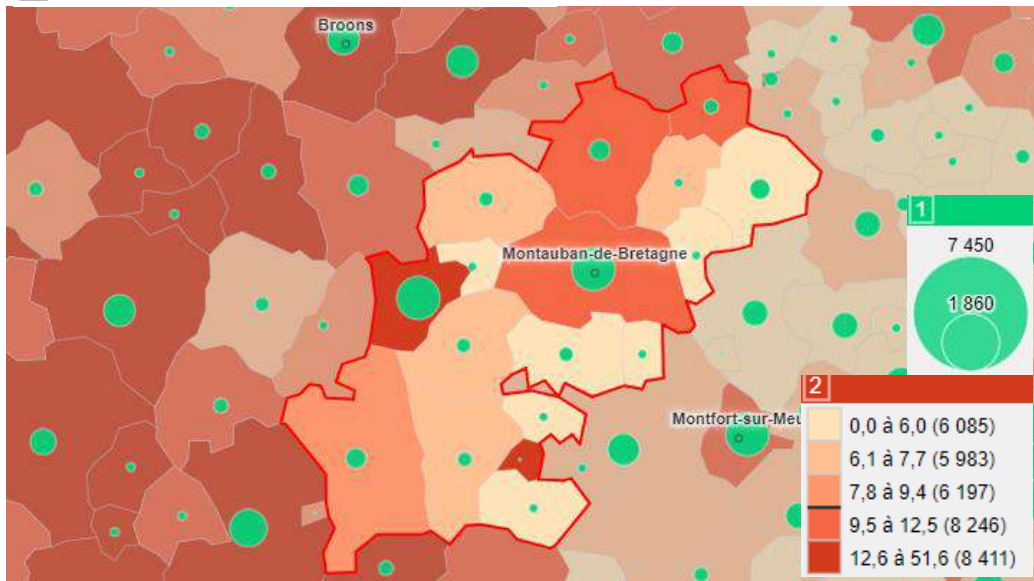 Broons
Montauban-de-Bretagne
1
7 450
1 860
2
Montfort-sur-Meu
0,0 à 6,0 (6 085)
6,1 à 7,7 (5 983)
7,8 à 9,4 (6 197)
9,5 à 12,5 (8 246)
12,6 à 51,6 (8 411)